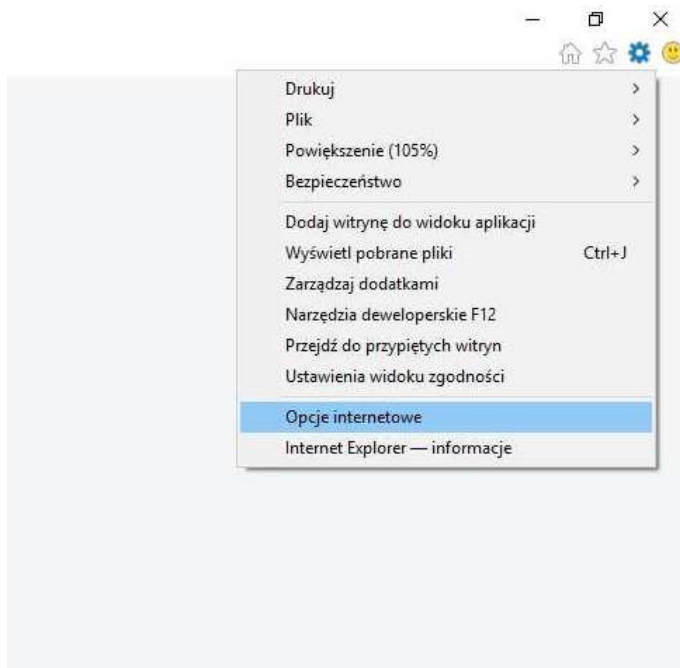 Drukuj
Plik
Powiększenie (105%)
Bezpieczeństwo
Dodaj witrynę do widoku aplikacji
Wyświetl pobrane pliki Ctrl+J
Zarządzaj dodatkami
Narzędzia deweloperskie F12
Przejdź do przypiętych witryn
Ustawienia widoku zgodności
Opcje internetowe
Internet Explorer — informacje